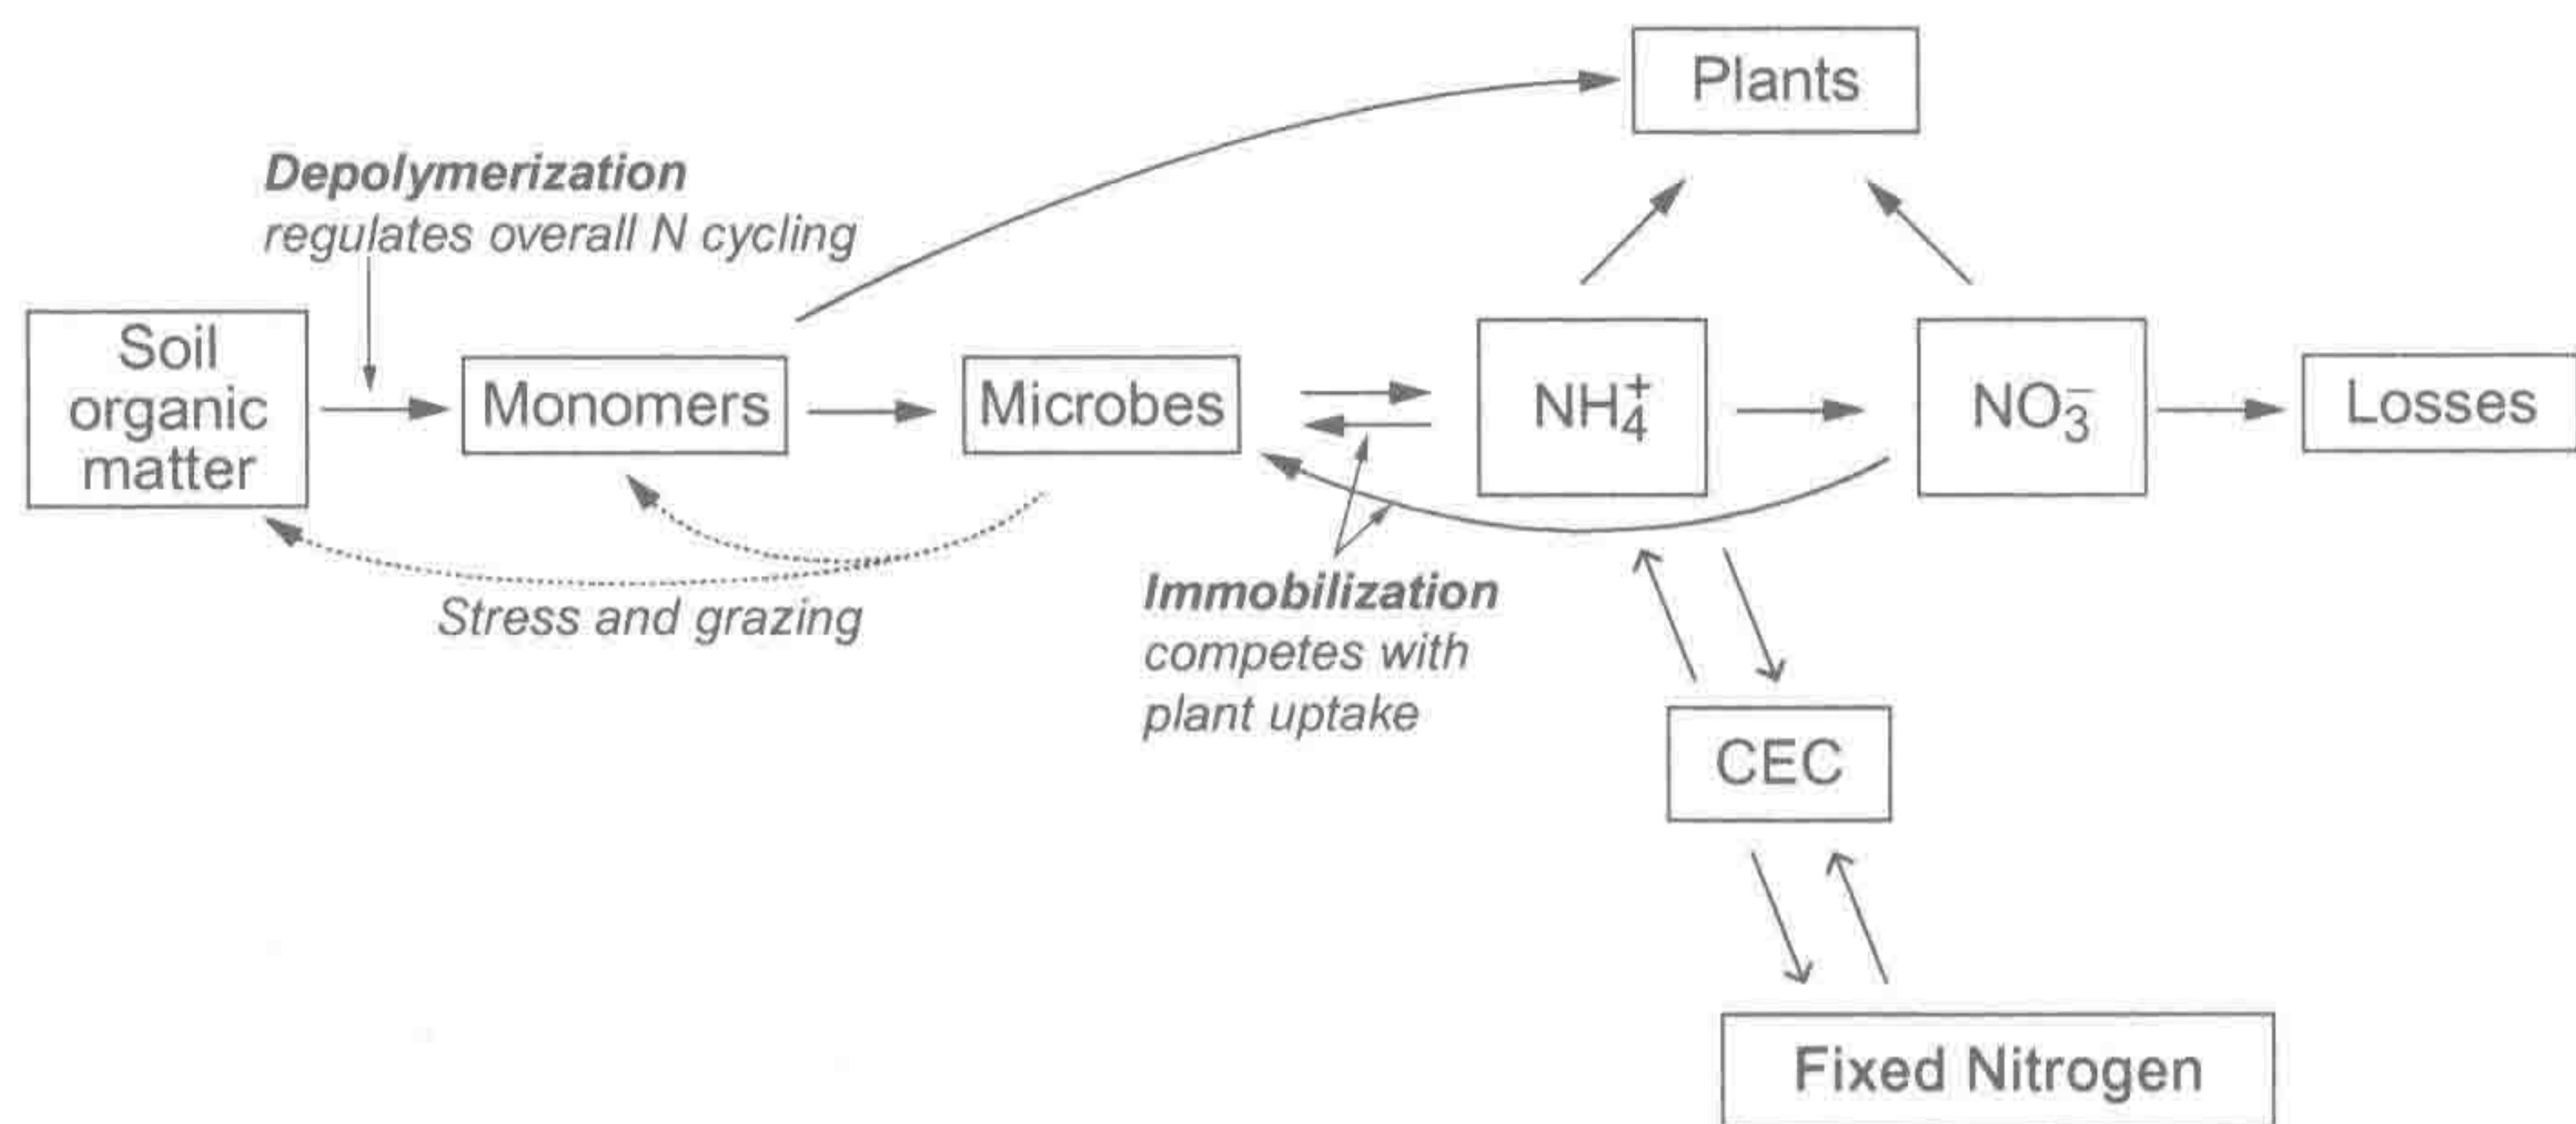 Plants
Depolymerization
regulates overall N cycling
Soil
organic
matter
Monomers
Microbes
NH₄⁺
NO₃⁻
Losses
Stress and grazing
Immobilization
competes with
plant uptake
CEC
Fixed Nitrogen